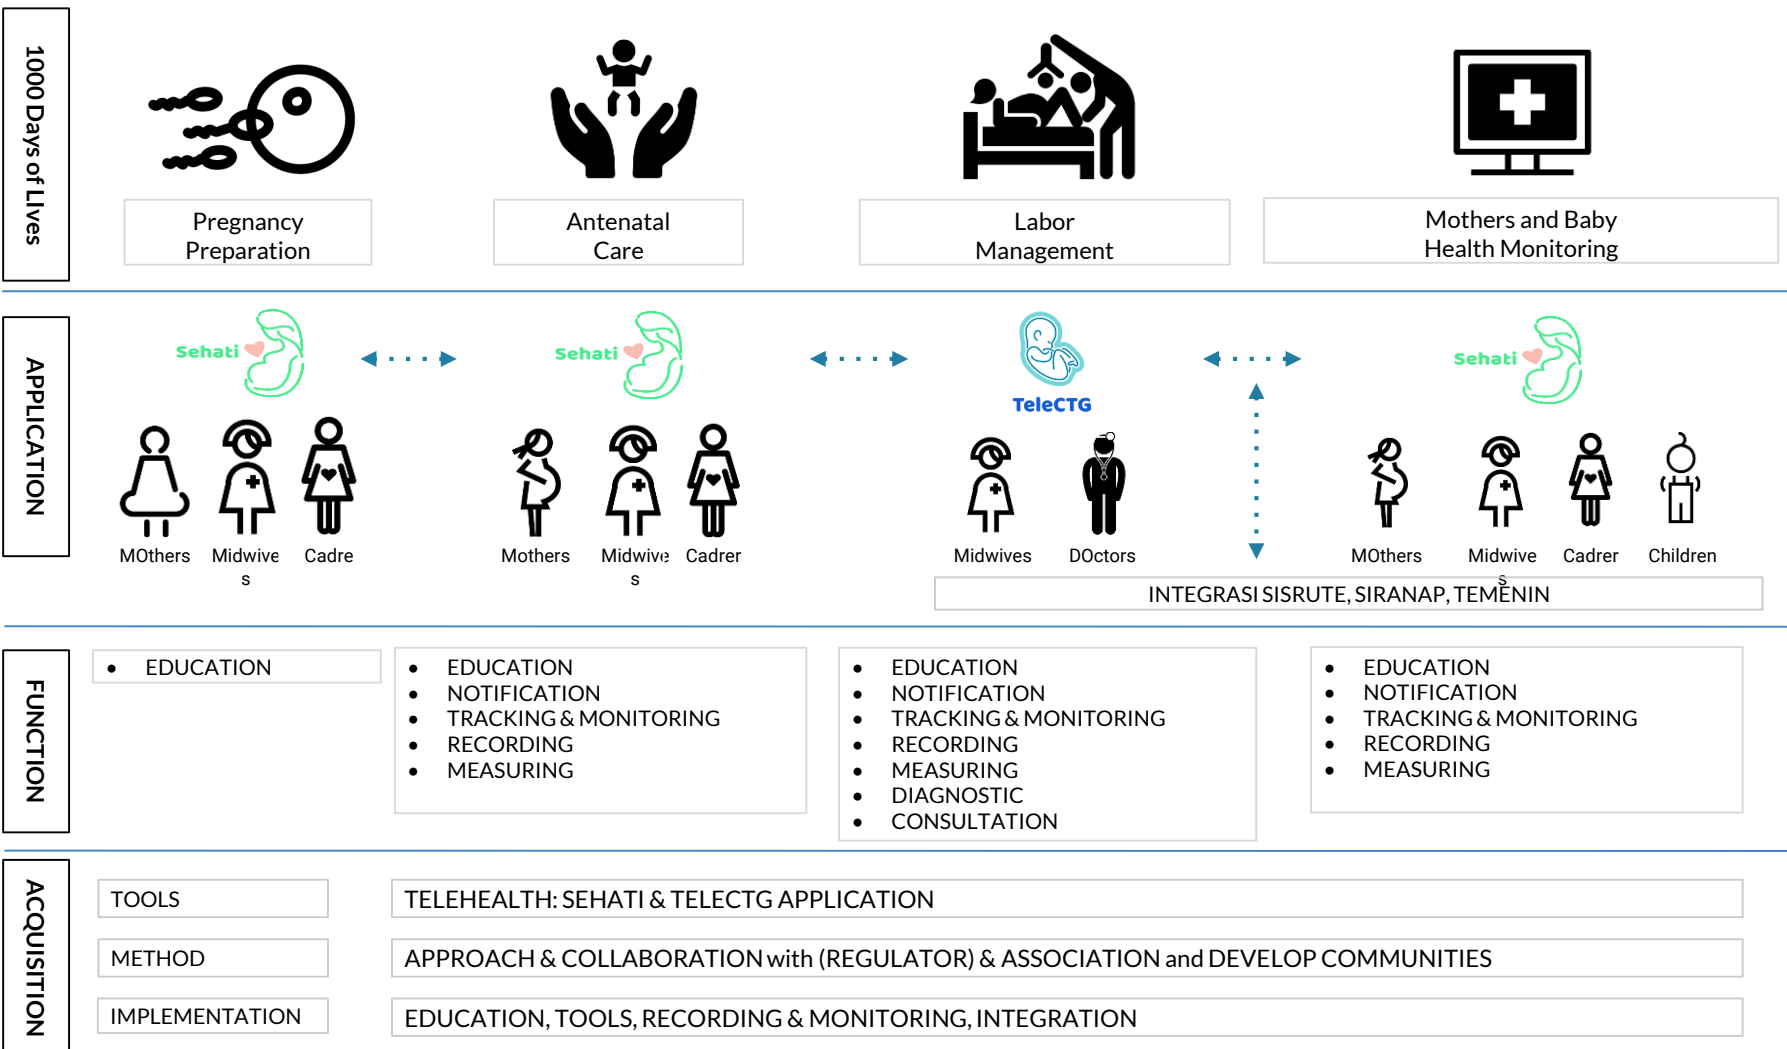 1000 Days of LIves
Pregnancy
Preparation
Antenatal
Care
Labor
Management
Mothers and Baby
Health Monitoring
APPLICATION
Sehati
Sehati
TeleCTG
Sehati
MOthers
Midwive
s
Cadre
Mothers
Midwive
s
Cadrer
Midwives
DOctors
MOthers
Midwive
s
Cadrer
Children
INTEGRASI SISRUTE, SIRANAP, TEMENIN
FUNCTION
• EDUCATION
• EDUCATION
• NOTIFICATION
• TRACKING & MONITORING
• RECORDING
• MEASURING
• EDUCATION
• NOTIFICATION
• TRACKING & MONITORING
• RECORDING
• MEASURING
• DIAGNOSTIC
• CONSULTATION
• EDUCATION
• NOTIFICATION
• TRACKING & MONITORING
• RECORDING
• MEASURING
ACQUISITION
TOOLS
TELEHEALTH: SEHATI & TELECTG APPLICATION
METHOD
APPROACH & COLLABORATION with (REGULATOR) & ASSOCIATION and DEVELOP COMMUNITIES
IMPLEMENTATION
EDUCATION, TOOLS, RECORDING & MONITORING, INTEGRATION